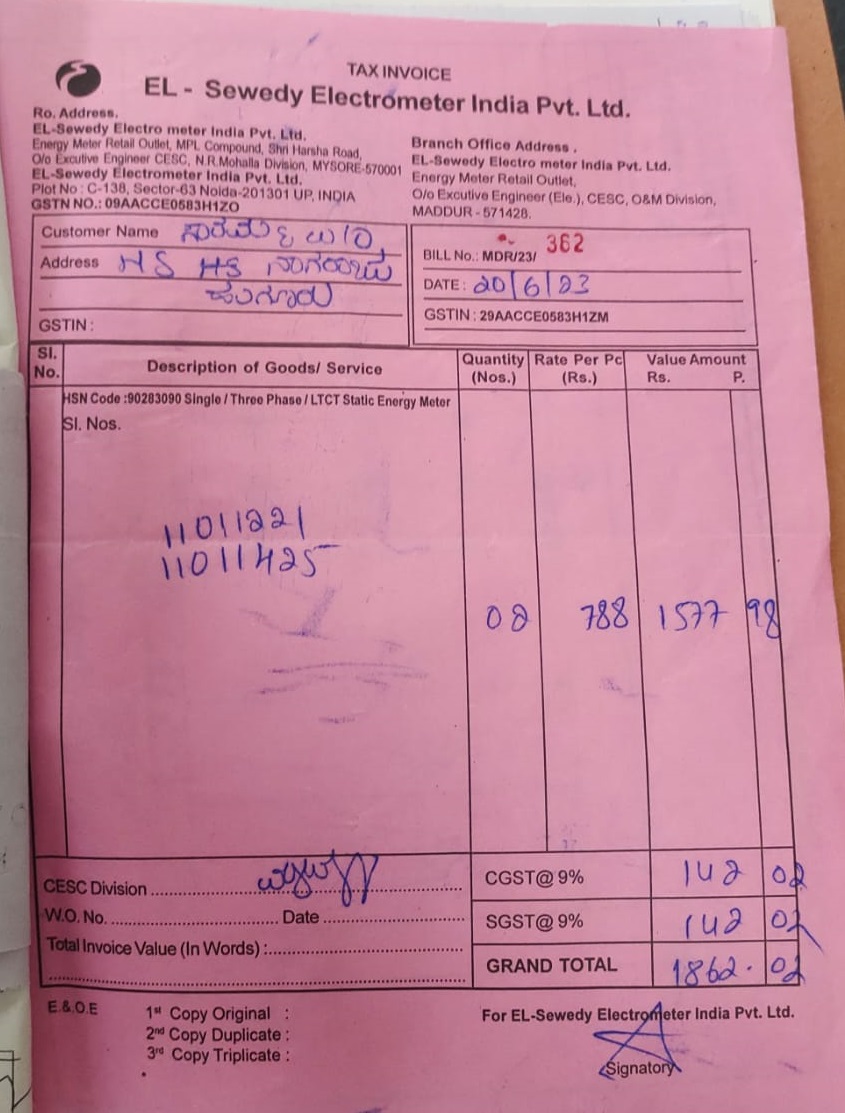 TAX INVOICE
EL - Sewedy Electrometer India Pvt. Ltd.
Ro. Address.
EL-Sewedy Electro meter India Pvt. Ltd.
Energy Meter Retail Outlet, MPL Compound, Shri Harsha Road,
O/o Excutive Engineer CESC, N.R.Mohalla Division, MYSORE-570001
EL-Sewedy Electrometer India Pvt. Ltd.
Plot No : C-138, Sector-63 Noida-201301 UP, INDIA
GSTN NO.: 09AACCE0583H1ZO
Branch Office Address .
EL-Sewedy Electro meter India Pvt. Ltd.
Energy Meter Retail Outlet,
O/o Excutive Engineer (Ele.), CESC, O&M Division,
MADDUR - 571428.
Customer Name
Address HS HS ನಾಗರಾಜು
GSTIN :
BILL No.: MDR/23/ 362
DATE : 20/6/23
GSTIN : 29AACCE0583H1ZM
Sl. No. Description of Goods/ Service Quantity (Nos.) Rate Per Pc (Rs.) Value Amount Rs. P.
HSN Code :90283090 Single / Three Phase / LTCT Static Energy Meter
Sl. Nos.
11011221
11011425
02 788 1577 98
CESC Division
CGST@ 9% 142 02
W.O. No. Date
SGST@ 9% 142 02
Total Invoice Value (In Words) :
GRAND TOTAL 1862. 02
E.&.O.E
1st Copy Original :
2nd Copy Duplicate :
3rd Copy Triplicate :
For EL-Sewedy Electrometer India Pvt. Ltd.
Signatory